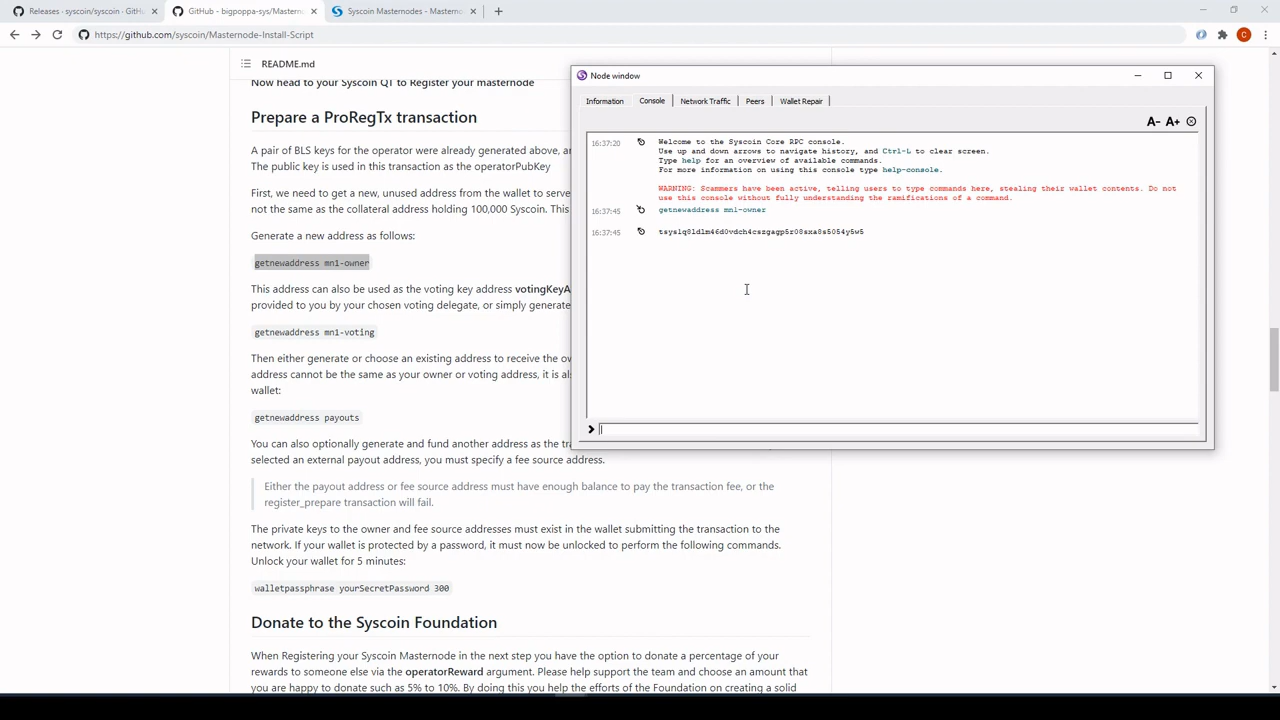 Releases · syscoin/syscoin · GitH
GitHub - bigpoppa-sys/Mastern
Syscoin Masternodes - Masterno
https://github.com/syscoin/Masternode-Install-Script
C
README.md
Now head to your Syscoin QT to Register your masternode
Prepare a ProRegTx transaction
A pair of BLS keys for the operator were already generated above, an
The public key is used in this transaction as the operatorPubKey
First, we need to get a new, unused address from the wallet to serve
not the same as the collateral address holding 100,000 Syscoin. This
Generate a new address as follows:
getnewaddress mn1-owner
This address can also be used as the voting key address votingKeyA
provided to you by your chosen voting delegate, or simply generate
getnewaddress mn1-voting
Then either generate or choose an existing address to receive the ow
address cannot be the same as your owner or voting address, it is als
wallet:
getnewaddress payouts
You can also optionally generate and fund another address as the tra
selected an external payout address, you must specify a fee source address.
Either the payout address or fee source address must have enough balance to pay the transaction fee, or the
register_prepare transaction will fail.
The private keys to the owner and fee source addresses must exist in the wallet submitting the transaction to the
network. If your wallet is protected by a password, it must now be unlocked to perform the following commands.
Unlock your wallet for 5 minutes:
walletpassphrase yourSecretPassword 300
Donate to the Syscoin Foundation
When Registering your Syscoin Masternode in the next step you have the option to donate a percentage of your
rewards to someone else via the operatorReward argument. Please help support the team and choose an amount that
you are happy to donate such as 5% to 10%. By doing this you help the efforts of the Foundation on creating a solid
Node window
Information Console Network Traffic Peers Wallet Repair
A- A+
16:37:20 Welcome to the Syscoin Core RPC console.
Use up and down arrows to navigate history, and Ctrl-L to clear screen.
Type help for an overview of available commands.
For more information on using this console type help-console.
WARNING: Scammers have been active, telling users to type commands here, stealing their wallet contents. Do not
use this console without fully understanding the ramifications of a command.
16:37:45 getnewaddress mn1-owner
16:37:45